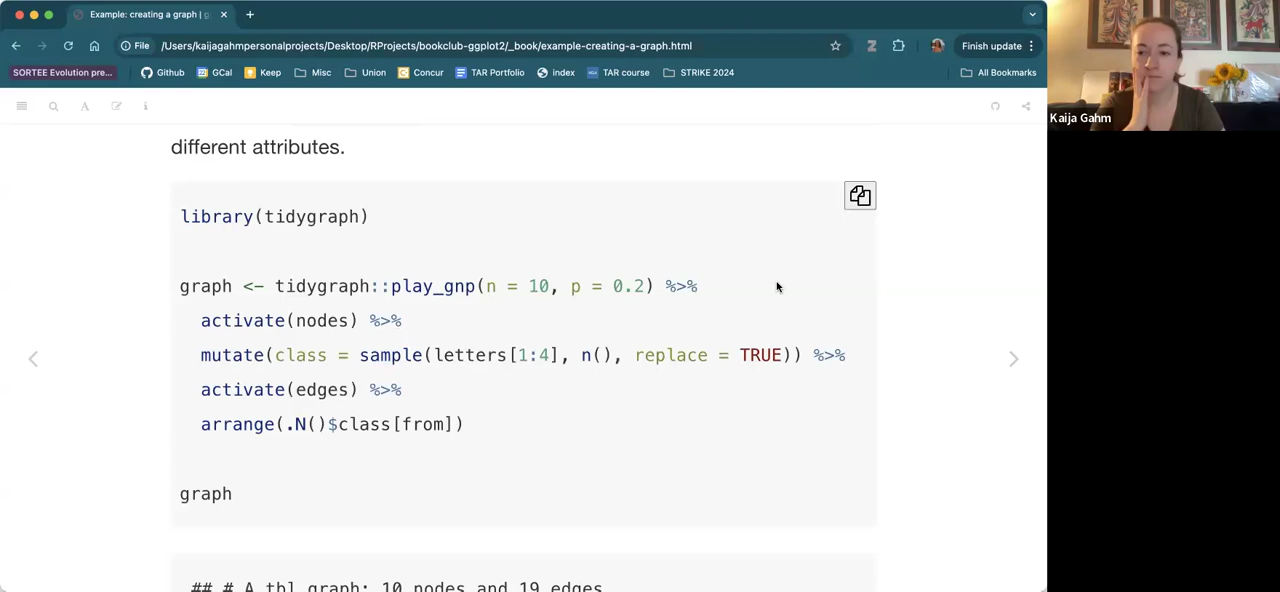 Example: creating a graph | g
File
/Users/kaijagahmpersonalprojects/Desktop/RProjects/bookclub-ggplot2/_book/example-creating-a-graph.html
Finish update
SORTEE Evolution pre...
Github
GCal
Keep
Misc
Union
Concur
TAR Portfolio
index
TAR course
STRIKE 2024
All Bookmarks
Kaija Gahm
different attributes.
library(tidygraph)
graph <- tidygraph::play_gnp(n = 10, p = 0.2) %>%
activate(nodes) %>%
mutate(class = sample(letters[1:4], n(), replace = TRUE)) %>%
activate(edges) %>%
arrange(.N()$class[from])
graph
## # A tbl_graph: 10 nodes and 19 edges